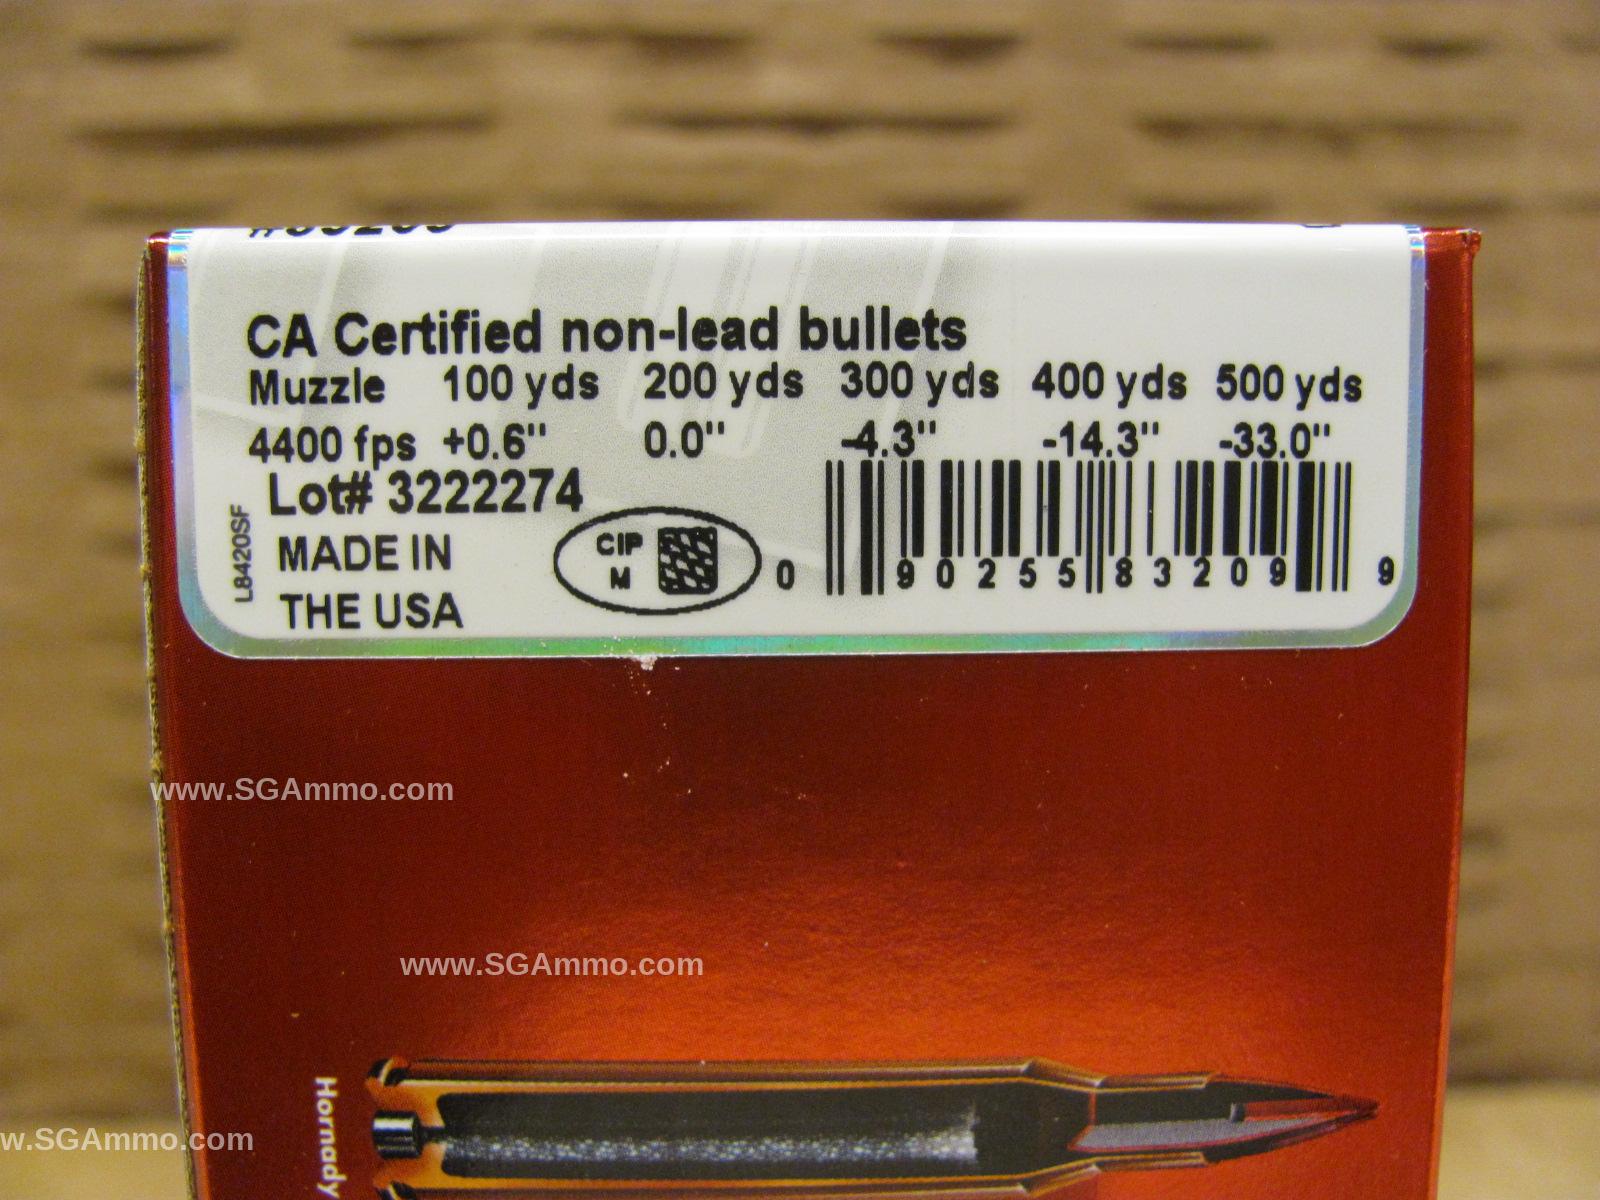 CA Certified non-lead bullets
Muzzle 100 yds 200 yds 300 yds 400 yds 500 yds
4400 fps +0.6" 0.0" -4.3" -14.3" -33.0"
Lot# 3222274
L8420SF
MADE IN
THE USA
CIP
M
0 90255 83209 9
www.SGAmmo.com
www.SGAmmo.com
w.SGAmmo.com
Hornady